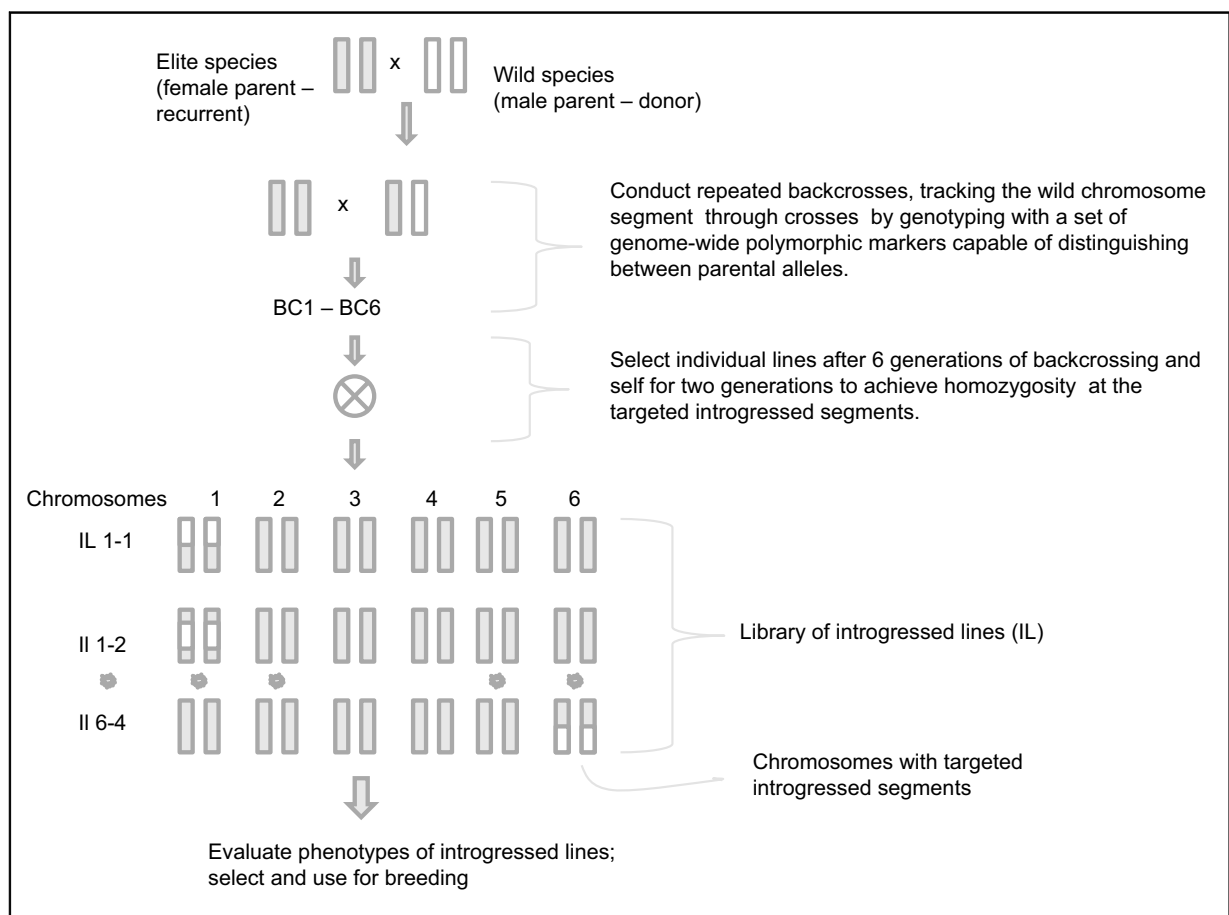 Elite species
(female parent –
recurrent)
x
Wild species
(male parent – donor)
x
Conduct repeated backcrosses, tracking the wild chromosome
segment through crosses by genotyping with a set of
genome-wide polymorphic markers capable of distinguishing
between parental alleles.
BC1 – BC6
Select individual lines after 6 generations of backcrossing and
self for two generations to achieve homozygosity at the
targeted introgressed segments.
Chromosomes 1 2 3 4 5 6
IL 1-1
II 1-2
Library of introgressed lines (IL)
II 6-4
Chromosomes with targeted
introgressed segments
Evaluate phenotypes of introgressed lines;
select and use for breeding